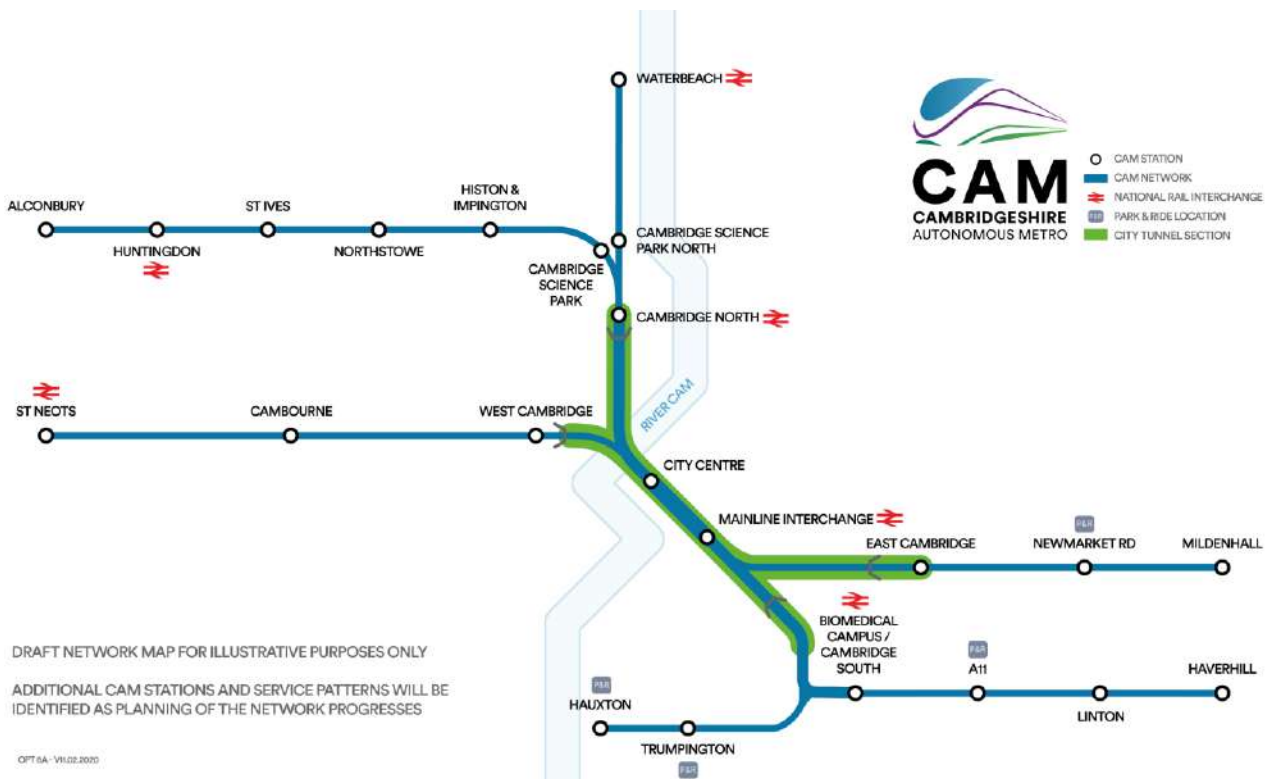 WATERBEACH
CAM
CAMBRIDGESHIRE
AUTONOMOUS METRO
CAM STATION
CAM NETWORK
NATIONAL RAIL INTERCHANGE
P&R PARK & RIDE LOCATION
CITY TUNNEL SECTION
ALCONBURY
HUNTINGDON
ST IVES
NORTHSTOWE
HISTON &
IMPINGTON
CAMBRIDGE SCIENCE
PARK NORTH
CAMBRIDGE
SCIENCE
PARK
CAMBRIDGE NORTH
RIVER CAM
ST NEOTS
CAMBOURNE
WEST CAMBRIDGE
CITY CENTRE
MAINLINE INTERCHANGE
EAST CAMBRIDGE
P&R
NEWMARKET RD
MILDENHALL
BIOMEDICAL
CAMPUS /
CAMBRIDGE
SOUTH
P&R
A11
LINTON
HAVERHILL
P&R
HAUXTON
TRUMPINGTON
P&R
DRAFT NETWORK MAP FOR ILLUSTRATIVE PURPOSES ONLY
ADDITIONAL CAM STATIONS AND SERVICE PATTERNS WILL BE
IDENTIFIED AS PLANNING OF THE NETWORK PROGRESSES